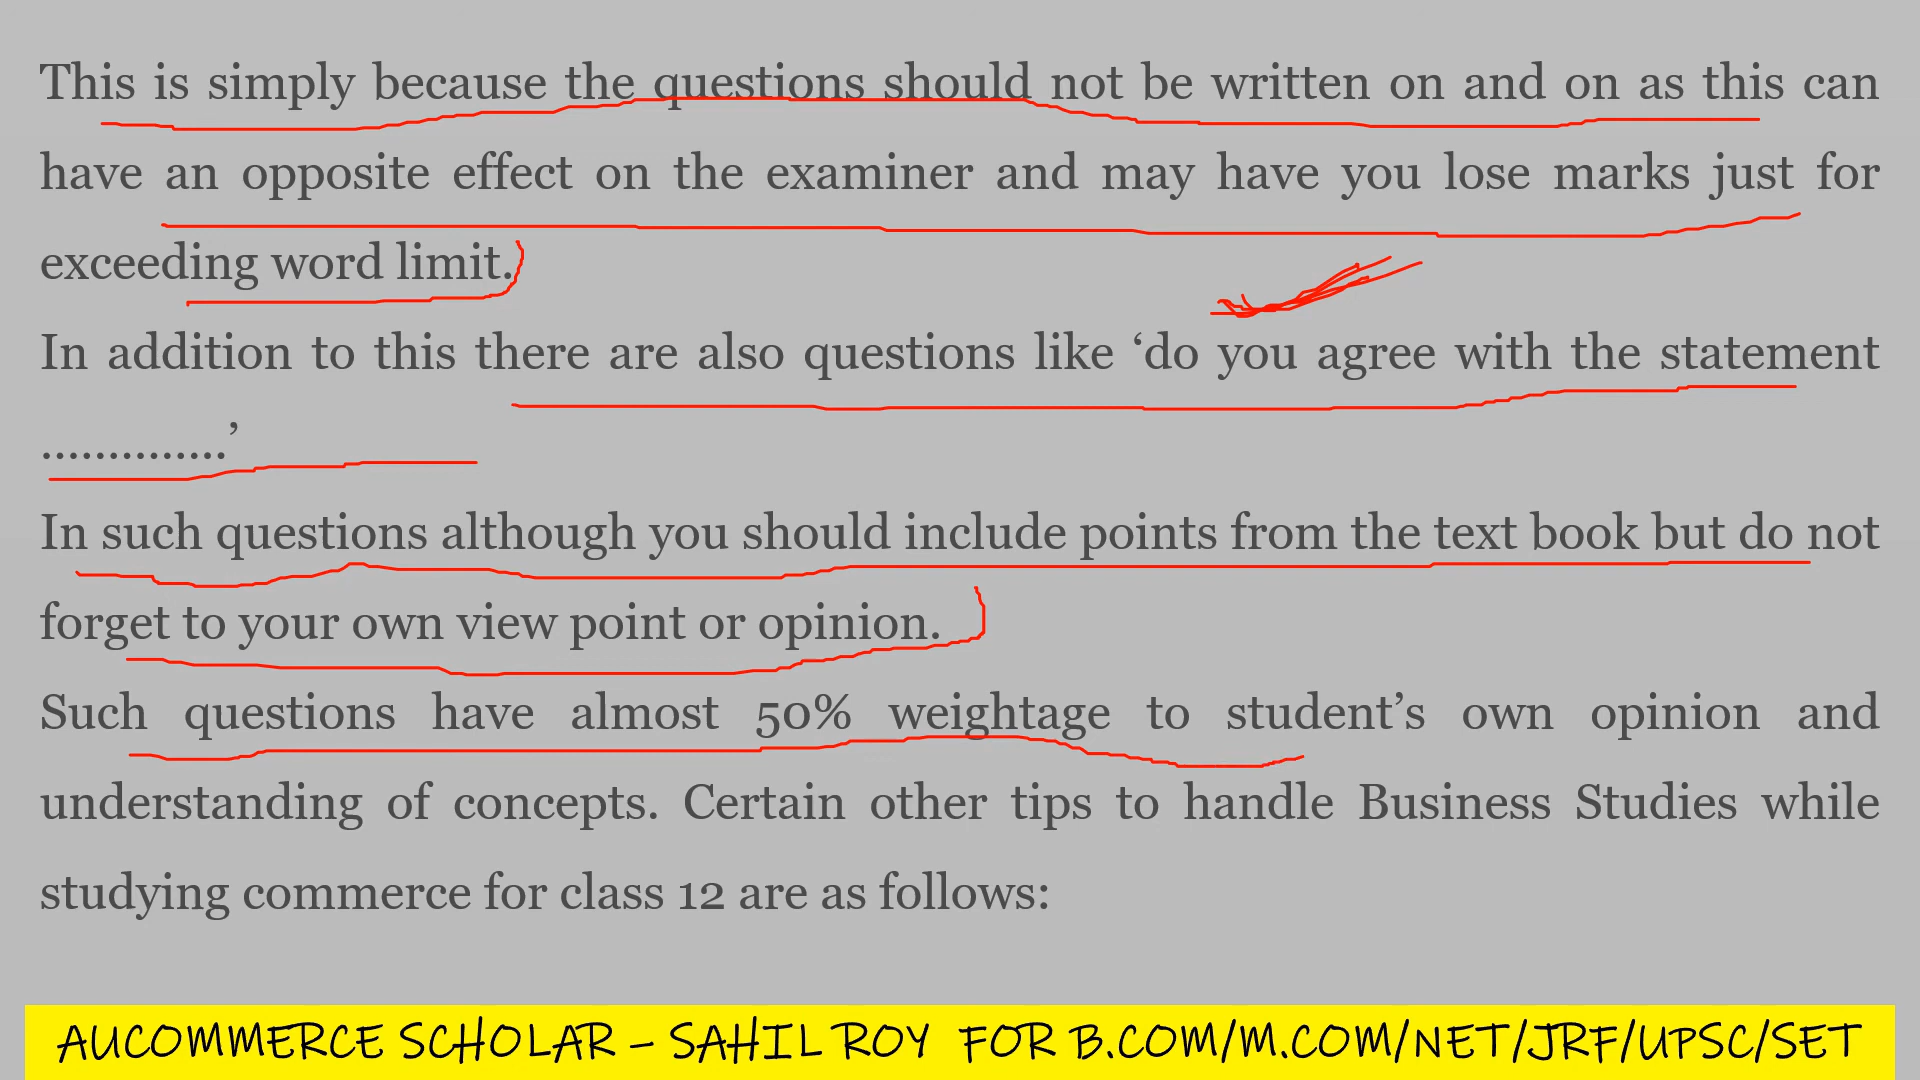 This is simply because the questions should not be written on and on as this can
have an opposite effect on the examiner and may have you lose marks just for
exceeding word limit.
In addition to this there are also questions like ‘do you agree with the statement
…………..’
In such questions although you should include points from the text book but do not
forget to your own view point or opinion.
Such questions have almost 50% weightage to student’s own opinion and
understanding of concepts. Certain other tips to handle Business Studies while
studying commerce for class 12 are as follows:
AUCOMMERCE SCHOLAR – SAHIL ROY FOR B.COM/M.COM/NET/JRF/UPSC/SET